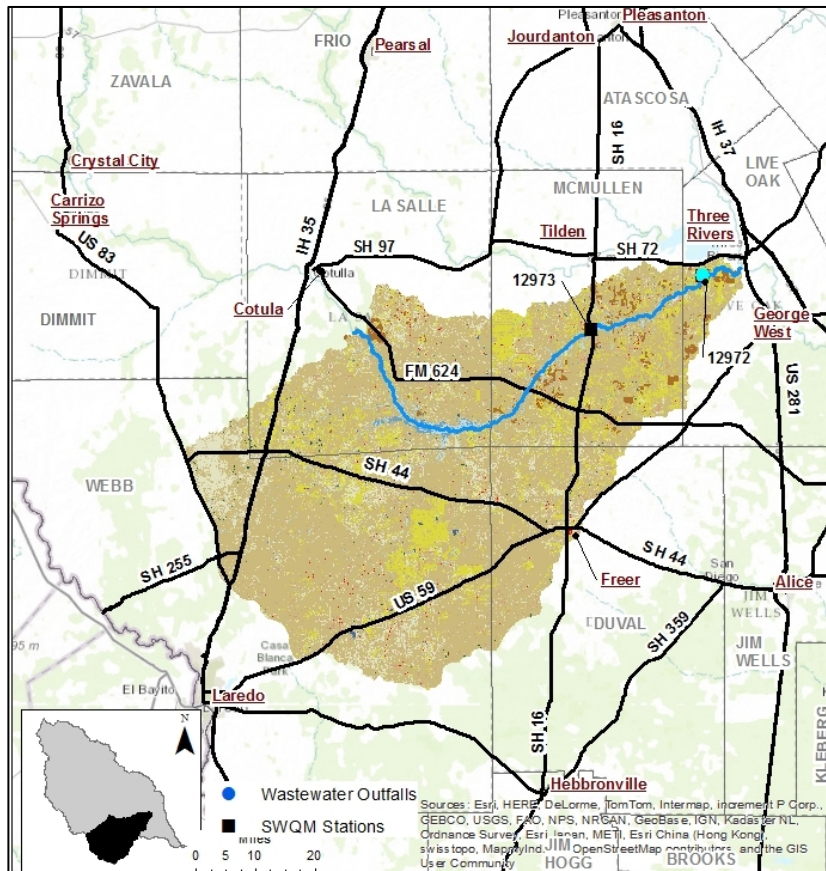 Pleasanton
Pleasanton
Jourdanton
FRIO
Pearsal
ZAVALA
57
ATASCOSA
SH 16
IH 37
LIVE
OAK
Crystal City
Carrizo
Springs
US 83
MCMULLEN
LA SALLE
IH 35
Tilden
Three
Rivers
SH 97
SH 72
DIMMIT
DIMMIT
Cotulla
12973
Cotula
George
West
12972
FM 624
US 281
SH 44
WEBB
SH 255
US 59
Freer
SH 44
San
Diego
Alice
JIM
WELLS
DUVAL
SH 359
JIM
WELLS
95 m
Casa
Blanca
Park
El Bayito
Laredo
KLEBERG
SH 16
N
Hebbronville
Wastewater Outfalls
SWQM Stations
Miles
0 5 10 20
Sources: Esri, HERE, DeLorme, TomTom, Intermap, increment P Corp.,
GEBCO, USGS, FAO, NPS, NRCAN, GeoBase, IGN, Kadaster NL,
Ordnance Survey, Esri Japan, METI, Esri China (Hong Kong),
swisstopo, MapmyInd OpenStreetMap contributors, and the GIS
User Community
JIM
HOGG
BROOKS